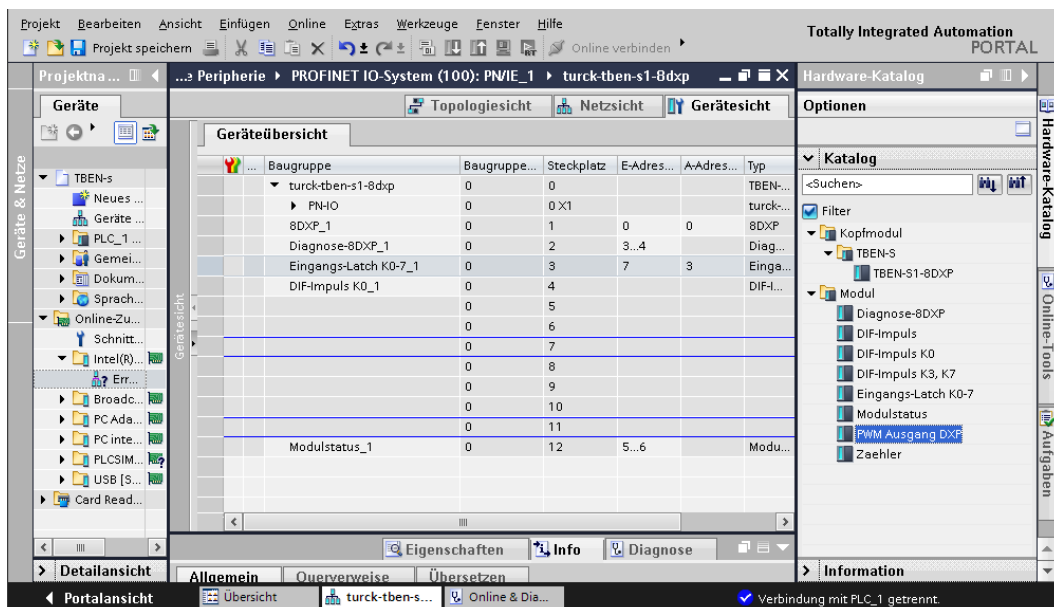 Projekt Bearbeiten Ansicht Einfügen Online Extras Werkzeuge Fenster Hilfe
Totally Integrated Automation
PORTAL
Projekt speichern
Online verbinden
Projektna...
...e Peripherie PROFINET IO-System (100): PN/IE_1 turck-tben-s1-8dxp
Hardware-Katalog
Geräte
Topologiesicht Netzsicht Gerätesicht
Optionen
Geräteübersicht
Geräte & Netze
TBEN-s
Neues ...
Geräte ...
PLC_1 ...
Gemei...
Dokum...
Sprach...
Online-Zu...
Schnitt...
Intel(R)...
Err...
Broadc...
PC Ada...
PC inte...
PLCSIM...
USB [S...
Card Read...
Detailansicht
Gerätesicht
... Baugruppe Baugruppe... Steckplatz E-Adres... A-Adres... Typ
turck-tben-s1-8dxp 0 0 TBEN-...
PN-IO 0 0 X1 turck-...
8DXP_1 0 1 0 0 8DXP
Diagnose-8DXP_1 0 2 3...4 Diag...
Eingangs-Latch K0-7_1 0 3 7 3 Einga...
DIF-Impuls K0_1 0 4 DIF-I...
0 5
0 6
0 7
0 8
0 9
0 10
0 11
Modulstatus_1 0 12 5...6 Modu...
Eigenschaften Info Diagnose
Allgemein Querverweise Übersetzen
Katalog
<Suchen>
Filter
Kopfmodul
TBEN-S
TBEN-S1-8DXP
Modul
Diagnose-8DXP
DIF-Impuls
DIF-Impuls K0
DIF-Impuls K3, K7
Eingangs-Latch K0-7
Modulstatus
PWM Ausgang DXP
Zaehler
Information
Hardware-Katalog
Online-Tools
Aufgaben
Portalansicht
Übersicht
turck-tben-s...
Online & Dia...
Verbindung mit PLC_1 getrennt.